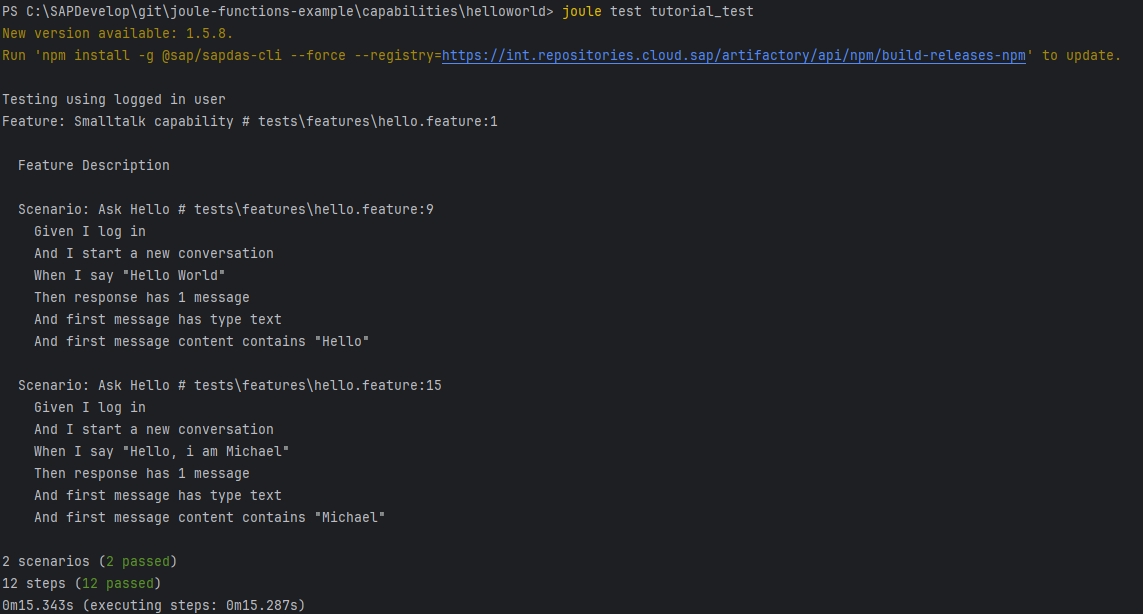 PS C:\SAPDevelop\git\joule-functions-example\capabilities\helloworld> joule test tutorial_test
New version available: 1.5.8.
Run 'npm install -g @sap/sapdas-cli --force --registry=https://int.repositories.cloud.sap/artifactory/api/npm/build-releases-npm' to update.
Testing using logged in user
Feature: Smalltalk capability # tests\features\hello.feature:1
Feature Description
Scenario: Ask Hello # tests\features\hello.feature:9
Given I log in
And I start a new conversation
When I say "Hello World"
Then response has 1 message
And first message has type text
And first message content contains "Hello"
Scenario: Ask Hello # tests\features\hello.feature:15
Given I log in
And I start a new conversation
When I say "Hello, i am Michael"
Then response has 1 message
And first message has type text
And first message content contains "Michael"
2 scenarios (2 passed)
12 steps (12 passed)
0m15.343s (executing steps: 0m15.287s)